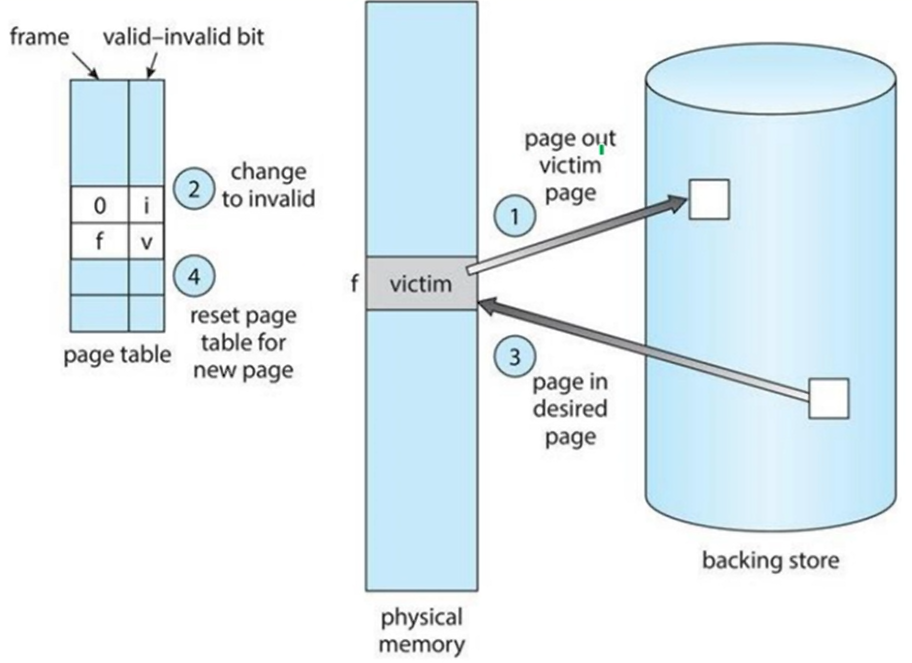 frame
valid–invalid bit
0 i
f v
page table
2
change
to invalid
4
reset page
table for
new page
f
victim
physical
memory
page out
victim
page
1
3
page in
desired
page
backing store